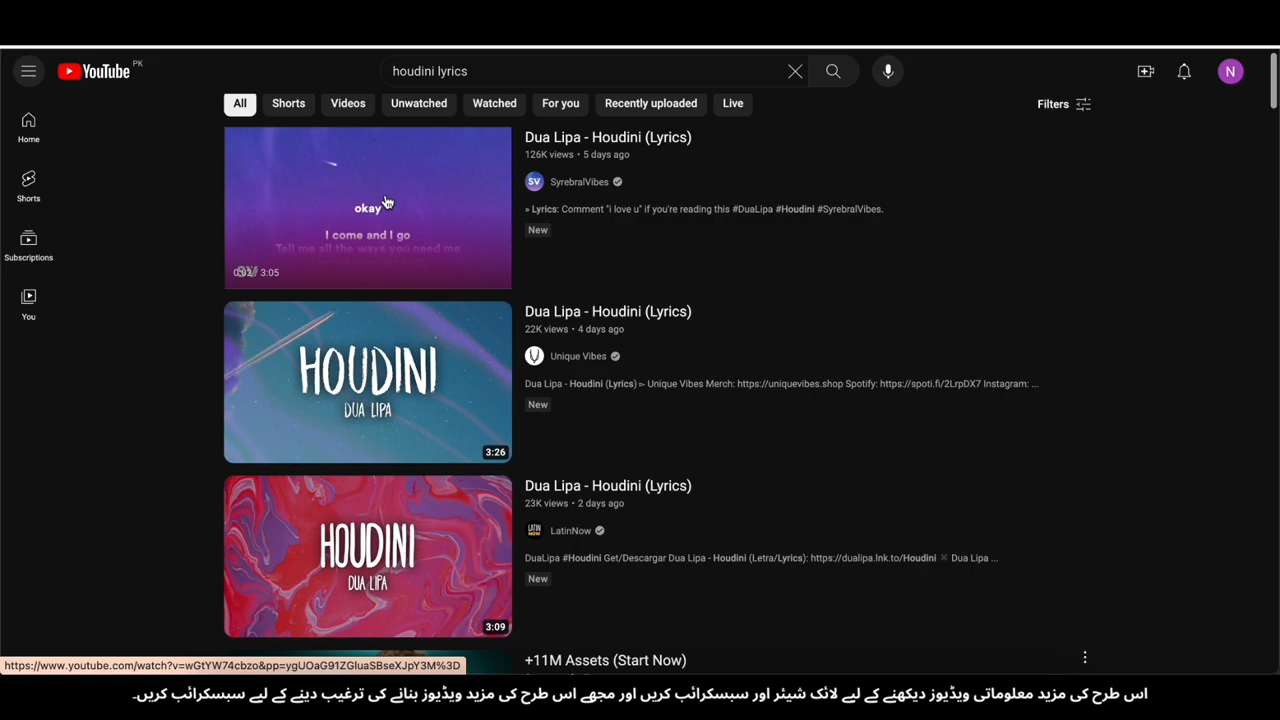 YouTube PK
houdini lyrics
N
All Shorts Videos Unwatched Watched For you Recently uploaded Live Filters
Home
Shorts
Subscriptions
You
okay
I come and I go
Tell me all the ways you need me
3:05
Dua Lipa - Houdini (Lyrics)
126K views • 5 days ago
SV SyrebralVibes
» Lyrics: Comment "i love u" if you're reading this #DuaLipa #Houdini #SyrebralVibes.
New
HOUDINI
DUA LIPA
3:26
Dua Lipa - Houdini (Lyrics)
22K views • 4 days ago
Unique Vibes
Dua Lipa - Houdini (Lyrics) ▻ Unique Vibes Merch: https://uniquevibes.shop Spotify: https://spoti.fi/2LrpDX7 Instagram: ...
New
HOUDINI
DUA LIPA
3:09
Dua Lipa - Houdini (Lyrics)
23K views • 2 days ago
LATIN NOW LatinNow
DuaLipa #Houdini Get/Descargar Dua Lipa - Houdini (Letra/Lyrics): https://dualipa.lnk.to/Houdini ✕ Dua Lipa ...
New
+11M Assets (Start Now)
https://www.youtube.com/watch?v=wGtYW74cbzo&pp=ygUOaG91ZGluaSBseXJpY3M%3D
اس طرح کی مزید معلوماتی ویڈیوز دیکھنے کے لیے لائک شیئر اور سبسکرائب کریں اور مجھے اس طرح کی مزید ویڈیوز بنانے کی ترغیب دینے کے لیے سبسکرائب کریں۔